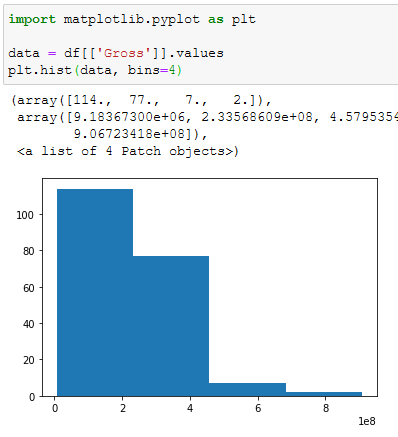 import matplotlib.pyplot as plt
data = df[['Gross']].values
plt.hist(data, bins=4)
(array([114., 77., 7., 2.]),
array([9.18367300e+06, 2.33568609e+08, 4.5795354
9.06723418e+08]),
<a list of 4 Patch objects>)
100
80
60
40
20
0
0 2 4 6 8
1e8